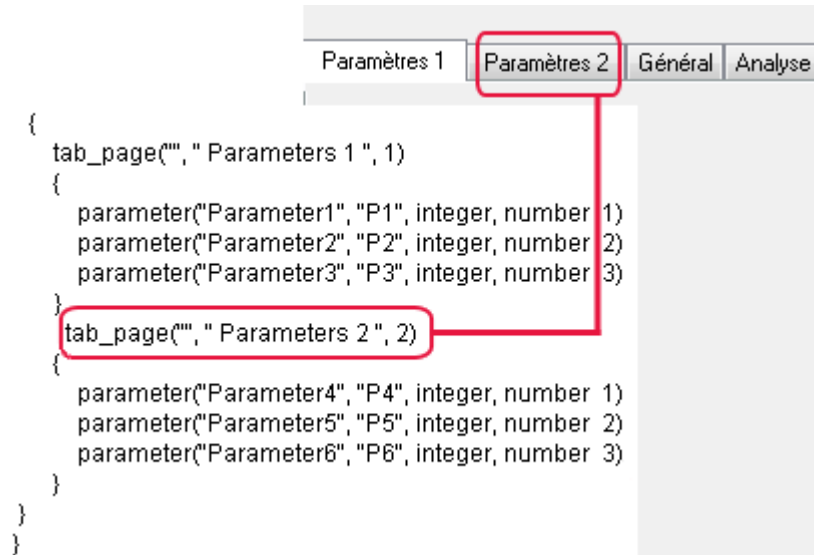 Paramètres 1 Paramètres 2 Général Analyse
{
tab_page("", " Parameters 1 ", 1)
{
parameter("Parameter1", "P1", integer, number 1)
parameter("Parameter2", "P2", integer, number 2)
parameter("Parameter3", "P3", integer, number 3)
}
tab_page("", " Parameters 2 ", 2)
{
parameter("Parameter4", "P4", integer, number 1)
parameter("Parameter5", "P5", integer, number 2)
parameter("Parameter6", "P6", integer, number 3)
}
}
}